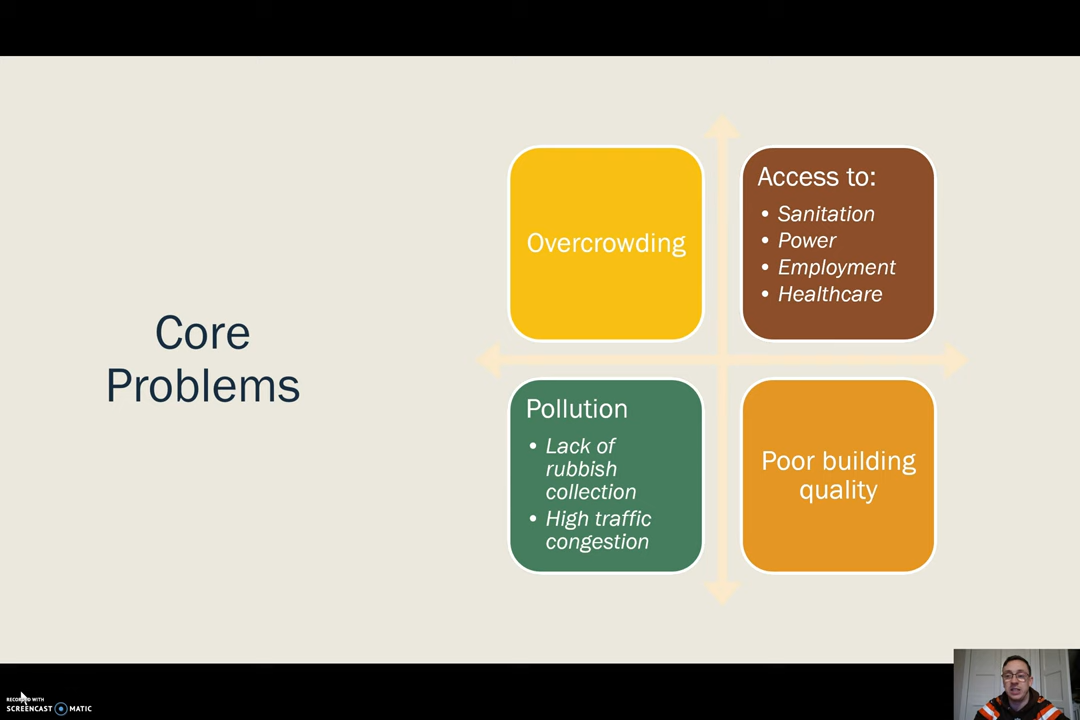 Core
Problems
Overcrowding
Access to:
• Sanitation
• Power
• Employment
• Healthcare
Pollution
• Lack of
rubbish
collection
• High traffic
congestion
Poor building
quality
RECORDED WITH
SCREENCAST MATIC